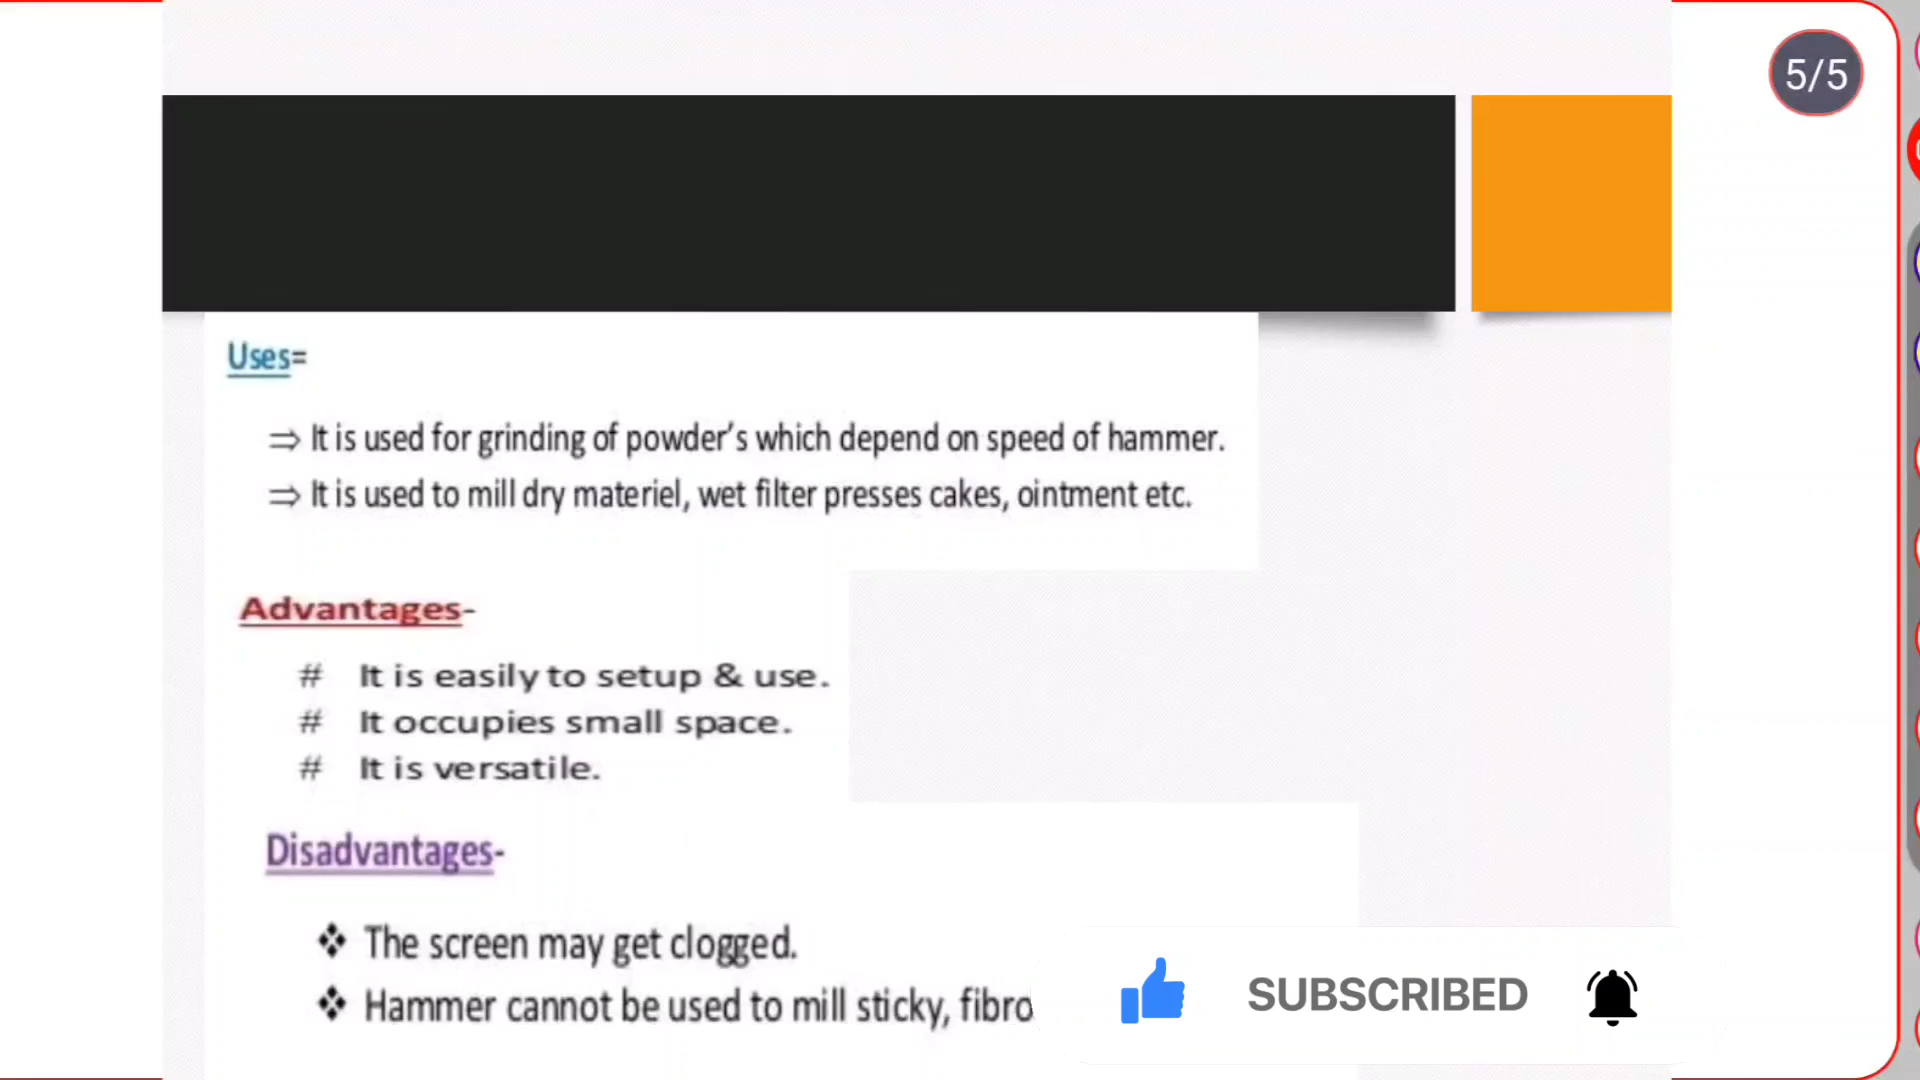 5/5
Uses=
⇒ It is used for grinding of powder's which depend on speed of hammer.
⇒ It is used to mill dry materiel, wet filter presses cakes, ointment etc.
Advantages-
# It is easily to setup & use.
# It occupies small space.
# It is versatile.
Disadvantages-
❖ The screen may get clogged.
❖ Hammer cannot be used to mill sticky, fibro
SUBSCRIBED